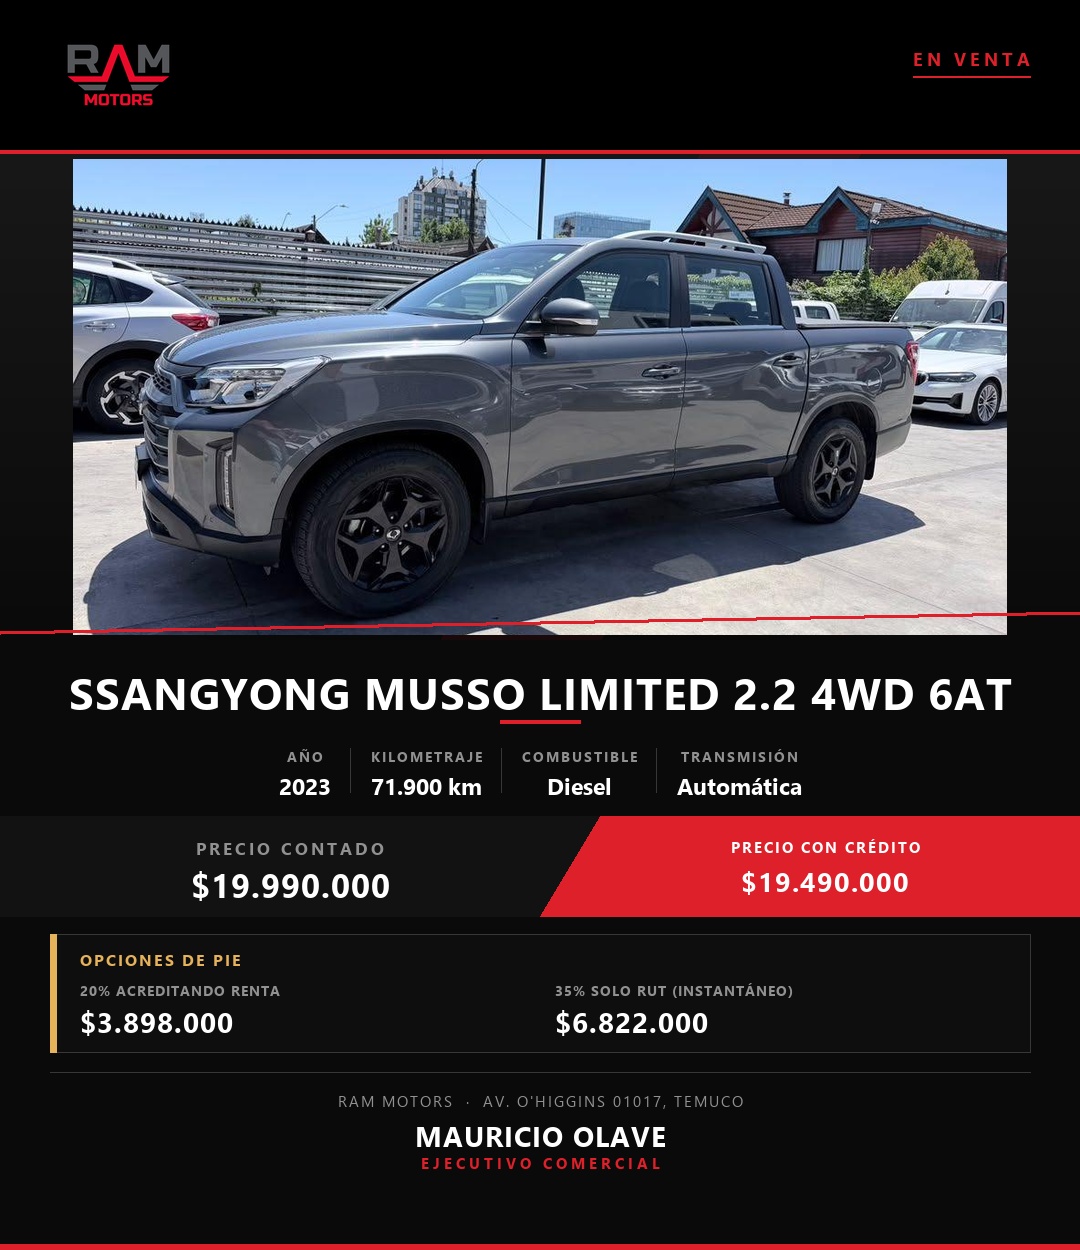 RAM
MOTORS
EN VENTA
SSANGYONG MUSSO LIMITED 2.2 4WD 6AT
AÑO
KILOMETRAJE
COMBUSTIBLE
TRANSMISIÓN
2023
71.900 km
Diesel
Automática
PRECIO CONTADO
$19.990.000
PRECIO CON CRÉDITO
$19.490.000
OPCIONES DE PIE
20% ACREDITANDO RENTA
$3.898.000
35% SOLO RUT (INSTANTÁNEO)
$6.822.000
RAM MOTORS · AV. O'HIGGINS 01017, TEMUCO
MAURICIO OLAVE
EJECUTIVO COMERCIAL